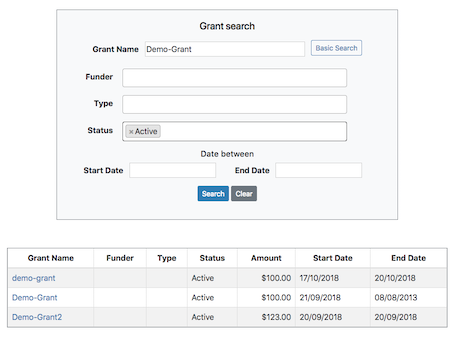 Grant search
Grant Name Demo-Grant Basic Search
Funder
Type
Status × Active
Date between
Start Date End Date
Search Clear
Grant Name Funder Type Status Amount Start Date End Date
demo-grant Active $100.00 17/10/2018 20/10/2018
Demo-Grant Active $100.00 21/09/2018 08/08/2013
Demo-Grant2 Active $123.00 20/09/2018 20/09/2018